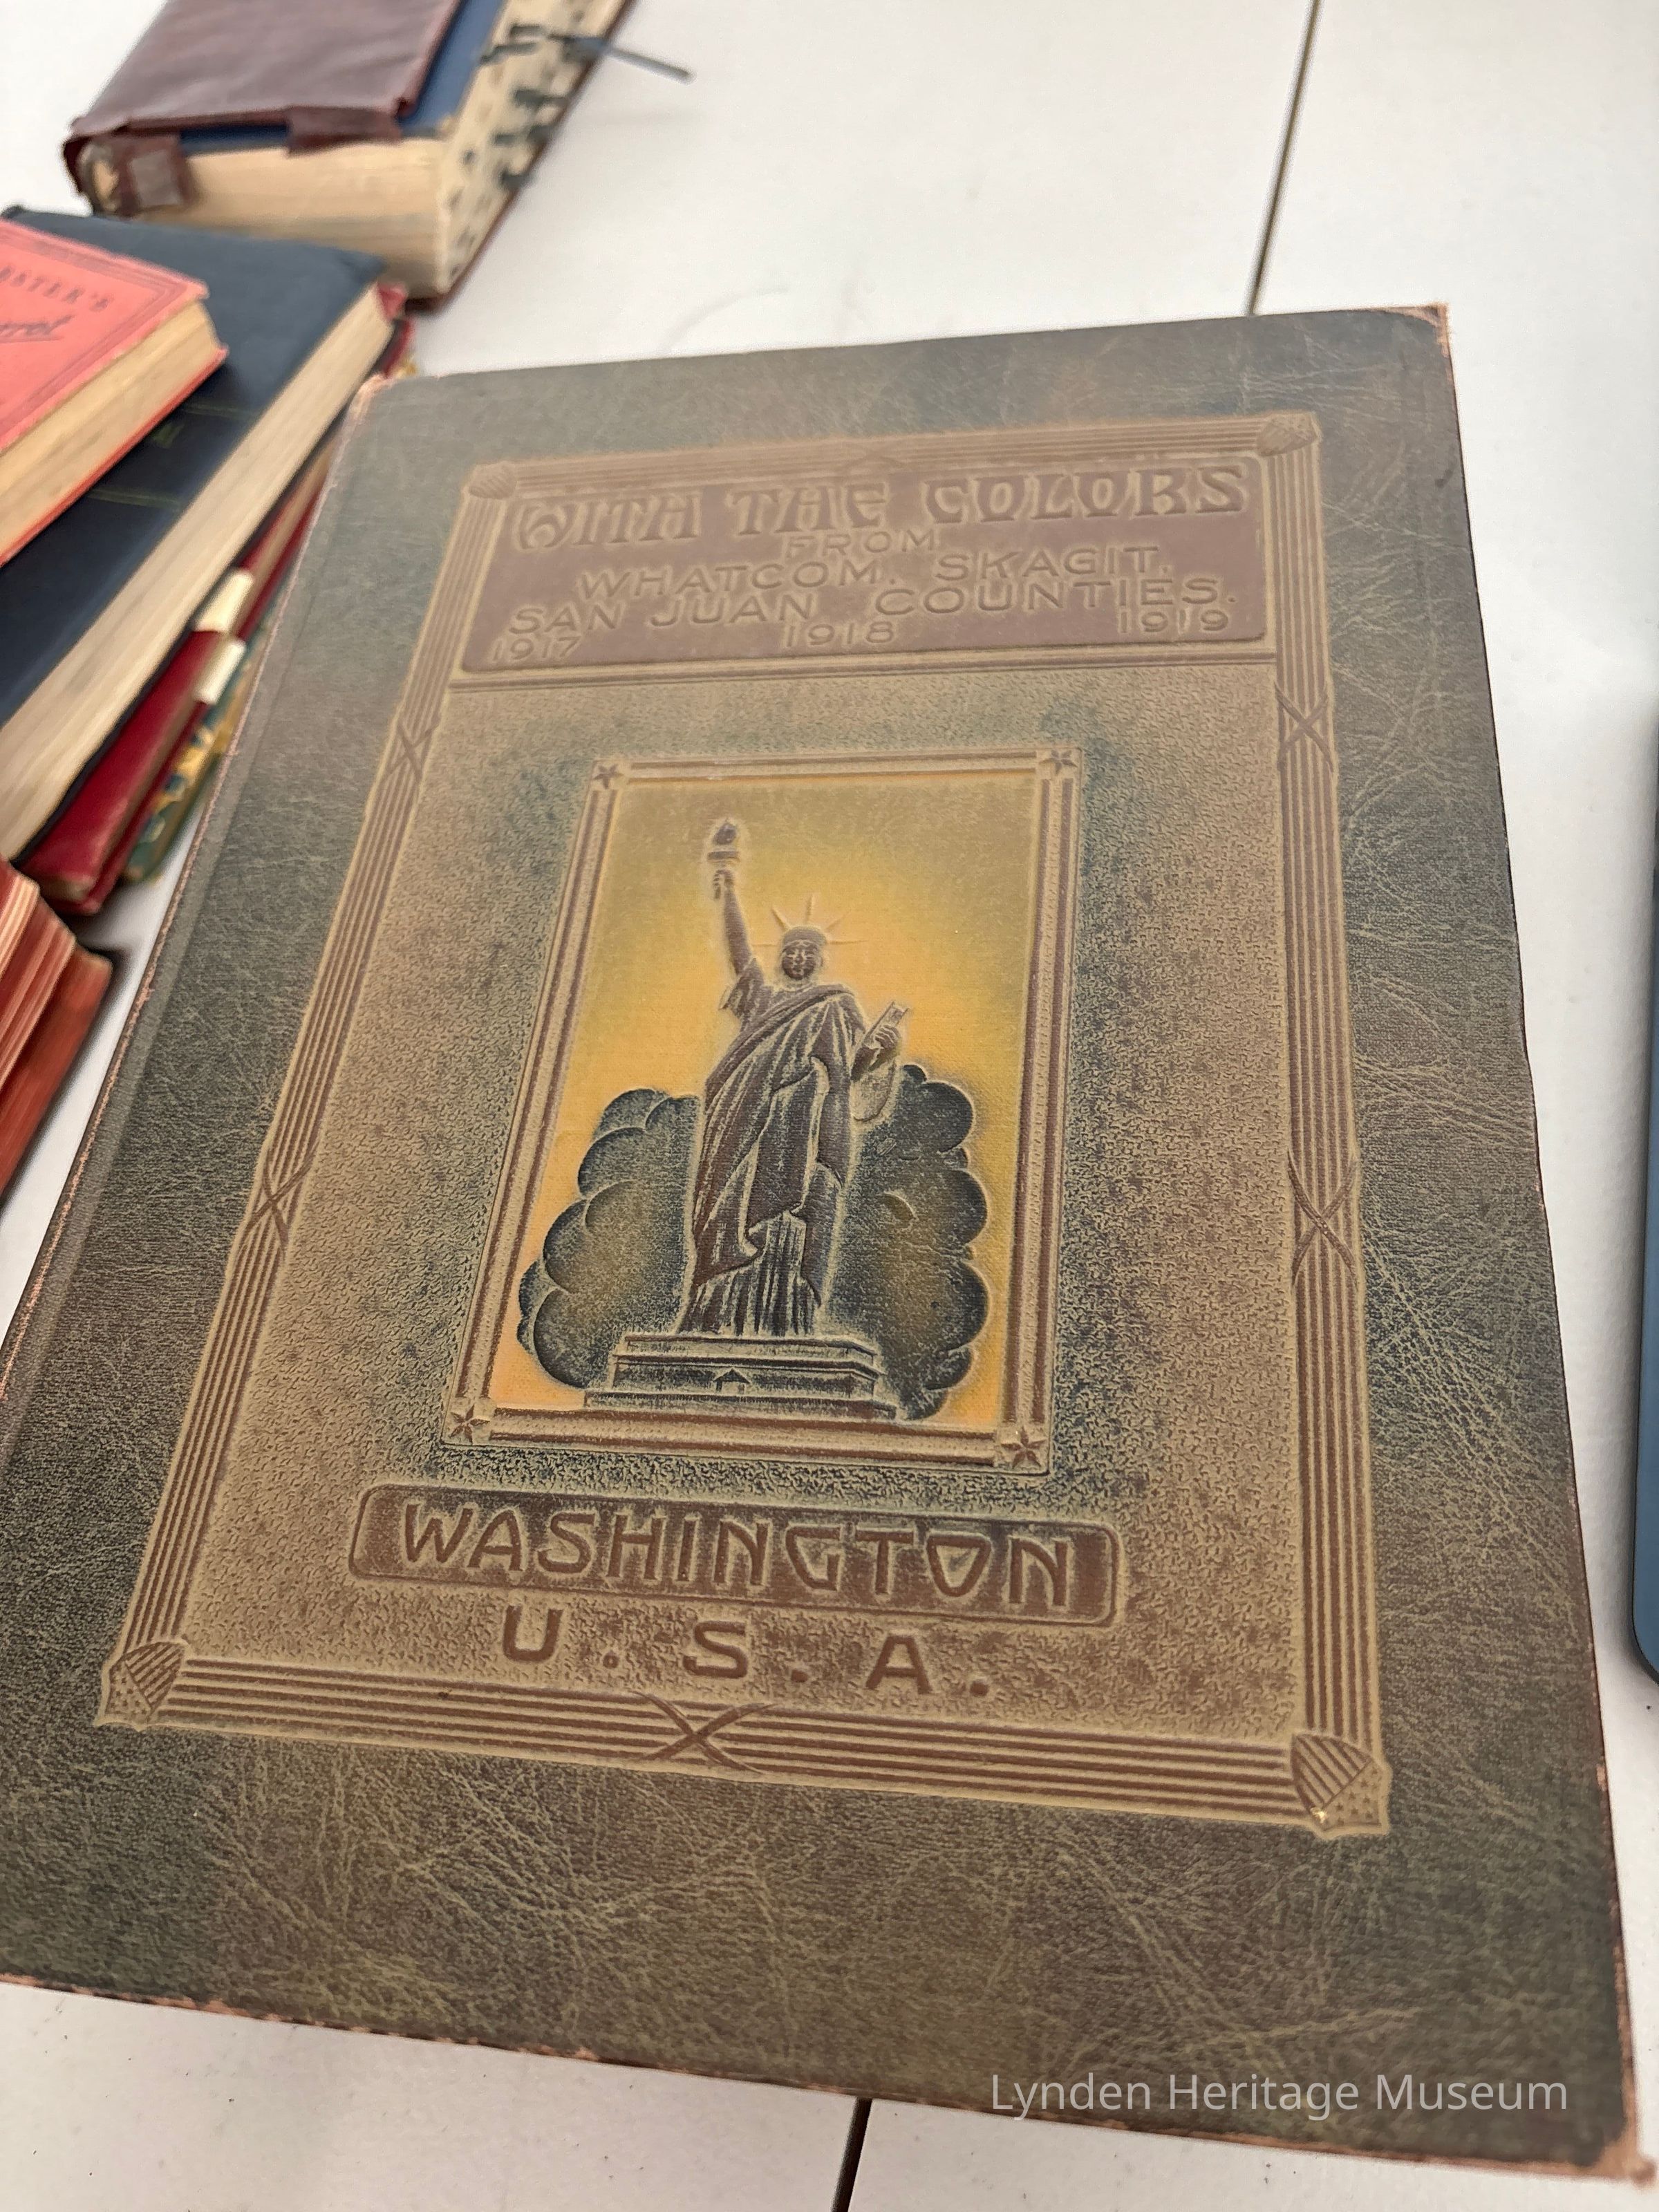 WITH THE COLORS
FROM
WHATCOM. SKAGIT.
SAN JUAN COUNTIES.
1917 1918 1919
WASHINGTON
U.S.A.
Lynden Heritage Museum